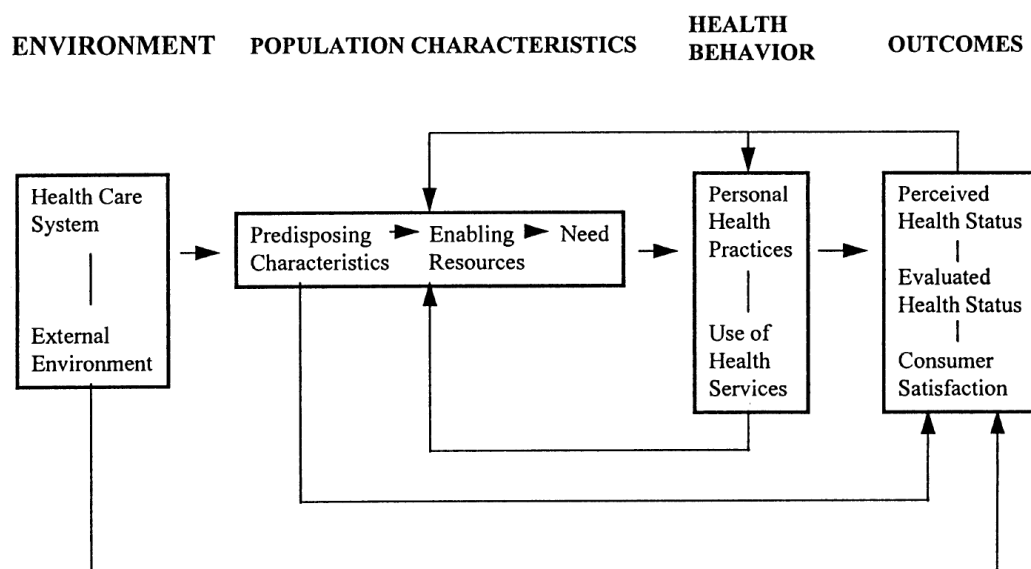 ENVIRONMENT
POPULATION CHARACTERISTICS
HEALTH
BEHAVIOR
OUTCOMES
Health Care
System
External
Environment
Predisposing
Characteristics
Enabling
Resources
Need
Personal
Health
Practices
Use of
Health
Services
Perceived
Health Status
Evaluated
Health Status
Consumer
Satisfaction